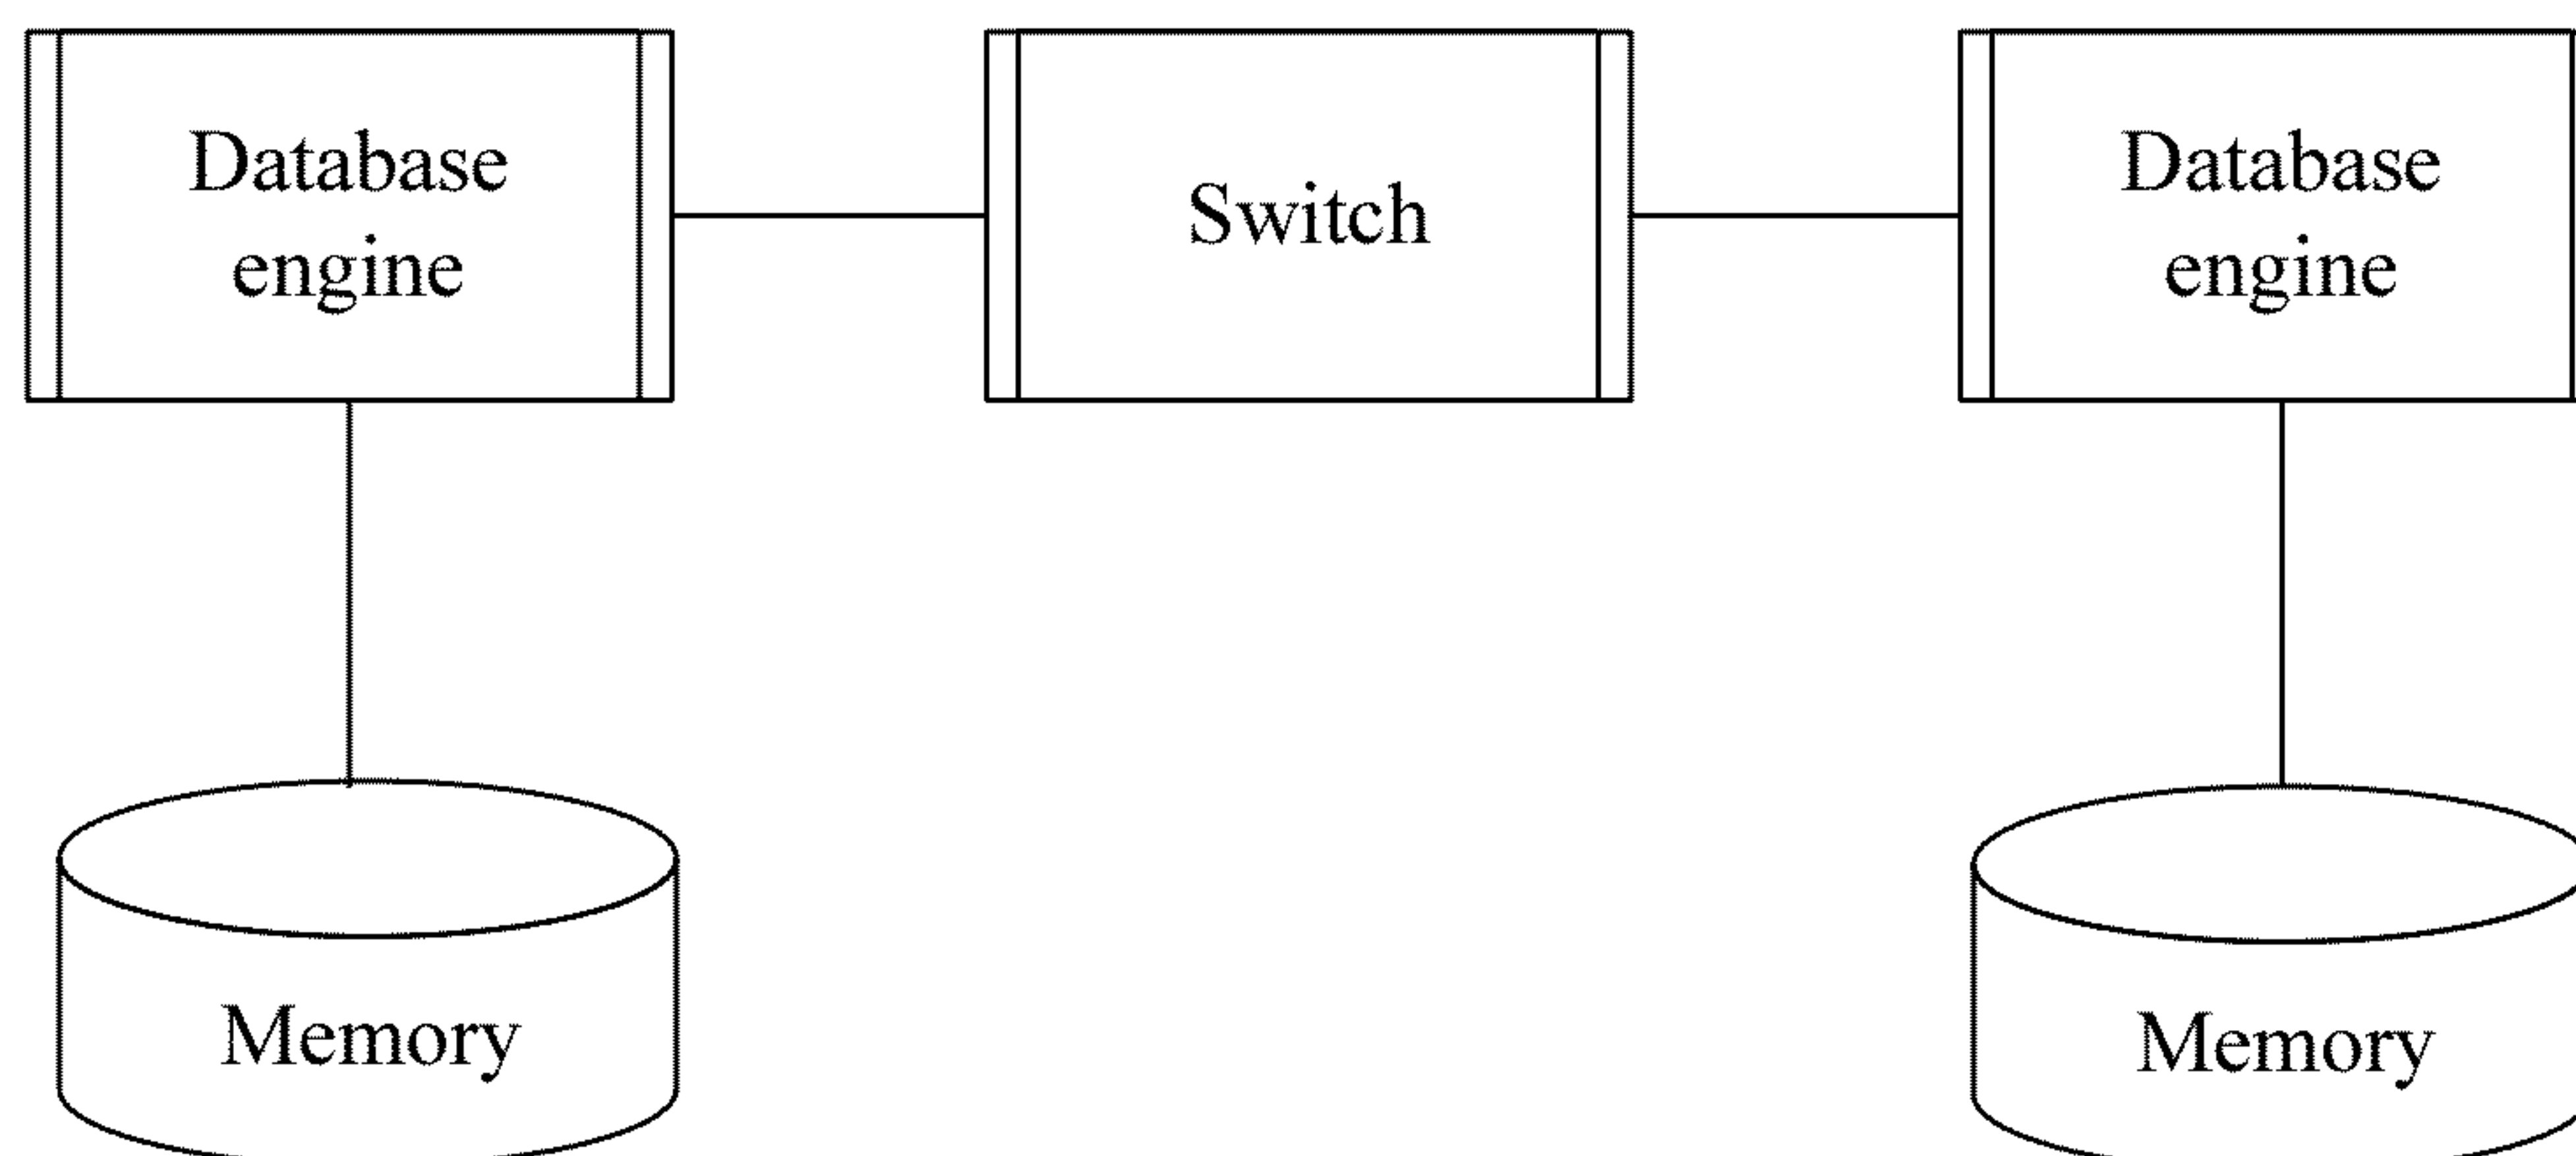 Database
engine
Switch
Database
engine
Memory
Memory